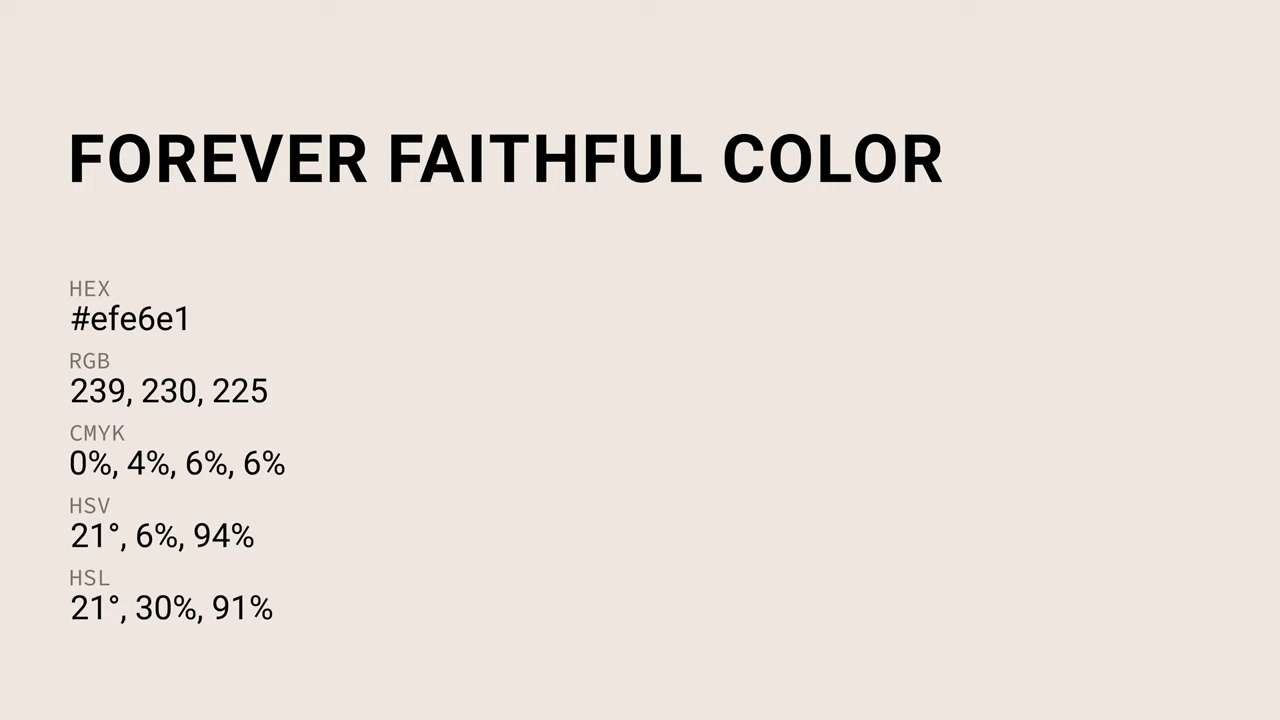 FOREVER FAITHFUL COLOR
HEX
#efe6e1
RGB
239, 230, 225
CMYK
0%, 4%, 6%, 6%
HSV
21°, 6%, 94%
HSL
21°, 30%, 91%